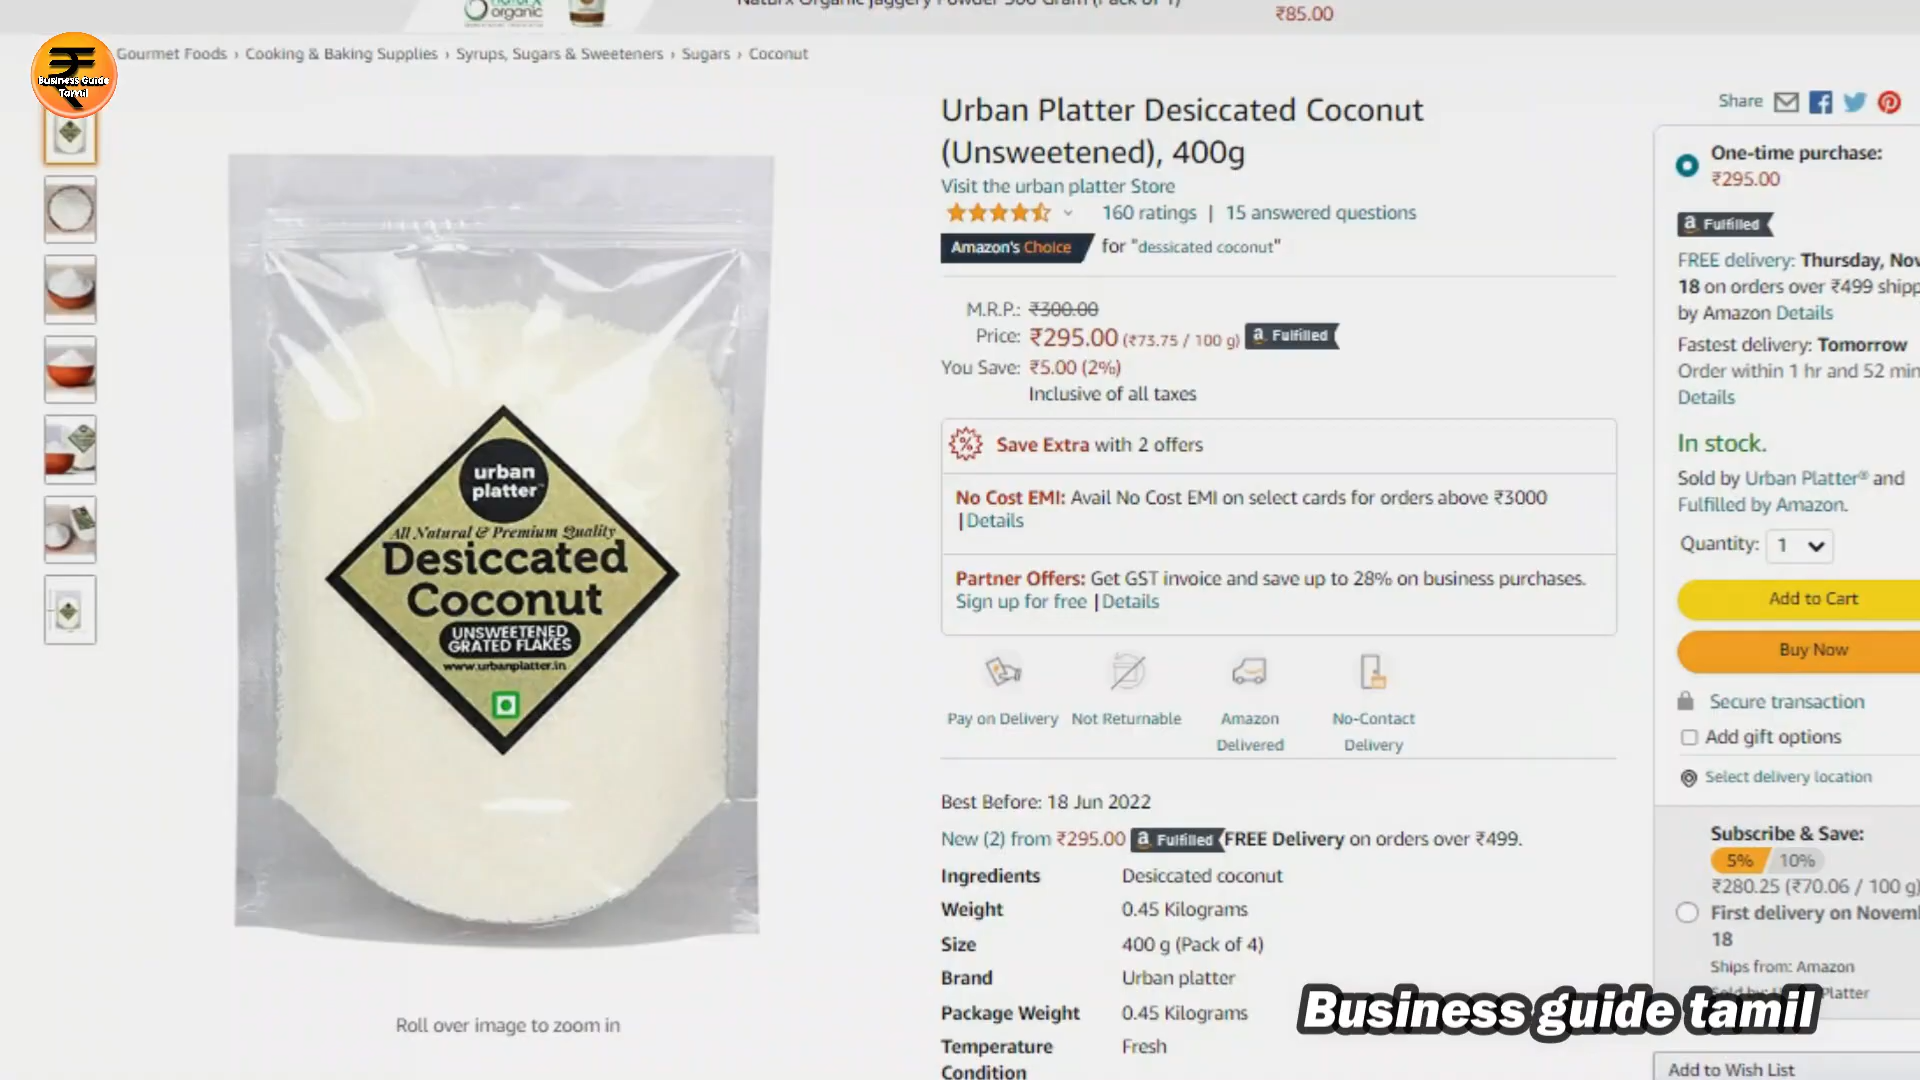 organic
₹85.00
Business Guide
Tamil
Gourmet Foods › Cooking & Baking Supplies › Syrups, Sugars & Sweeteners › Sugars › Coconut
Urban Platter Desiccated Coconut
(Unsweetened), 400g
Visit the urban platter Store
160 ratings | 15 answered questions
Amazon's Choice for "dessicated coconut"
M.R.P.: ₹300.00
Price: ₹295.00 (₹73.75 / 100 g) a Fulfilled
You Save: ₹5.00 (2%)
Inclusive of all taxes
% Save Extra with 2 offers
No Cost EMI: Avail No Cost EMI on select cards for orders above ₹3000
|Details
Partner Offers: Get GST invoice and save up to 28% on business purchases.
Sign up for free |Details
Pay on Delivery
Not Returnable
Amazon
Delivered
No-Contact
Delivery
Best Before: 18 Jun 2022
New (2) from ₹295.00 a Fulfilled FREE Delivery on orders over ₹499.
Ingredients Desiccated coconut
Weight 0.45 Kilograms
Size 400 g (Pack of 4)
Brand Urban platter
Package Weight 0.45 Kilograms
Temperature Fresh
Condition
urban
platter™
All Natural & Premium Quality
Desiccated
Coconut
UNSWEETENED
GRATED FLAKES
www.urbanplatter.in
Roll over image to zoom in
Share
One-time purchase:
₹295.00
a Fulfilled
FREE delivery: Thursday, Nov
18 on orders over ₹499 shipp
by Amazon Details
Fastest delivery: Tomorrow
Order within 1 hr and 52 min
Details
In stock.
Sold by Urban Platter® and
Fulfilled by Amazon.
Quantity: 1
Add to Cart
Buy Now
Secure transaction
Add gift options
Select delivery location
Subscribe & Save:
5% 10%
₹280.25 (₹70.06 / 100 g)
First delivery on Novem
18
Ships from: Amazon
Platter
Add to Wish List
Business guide tamil